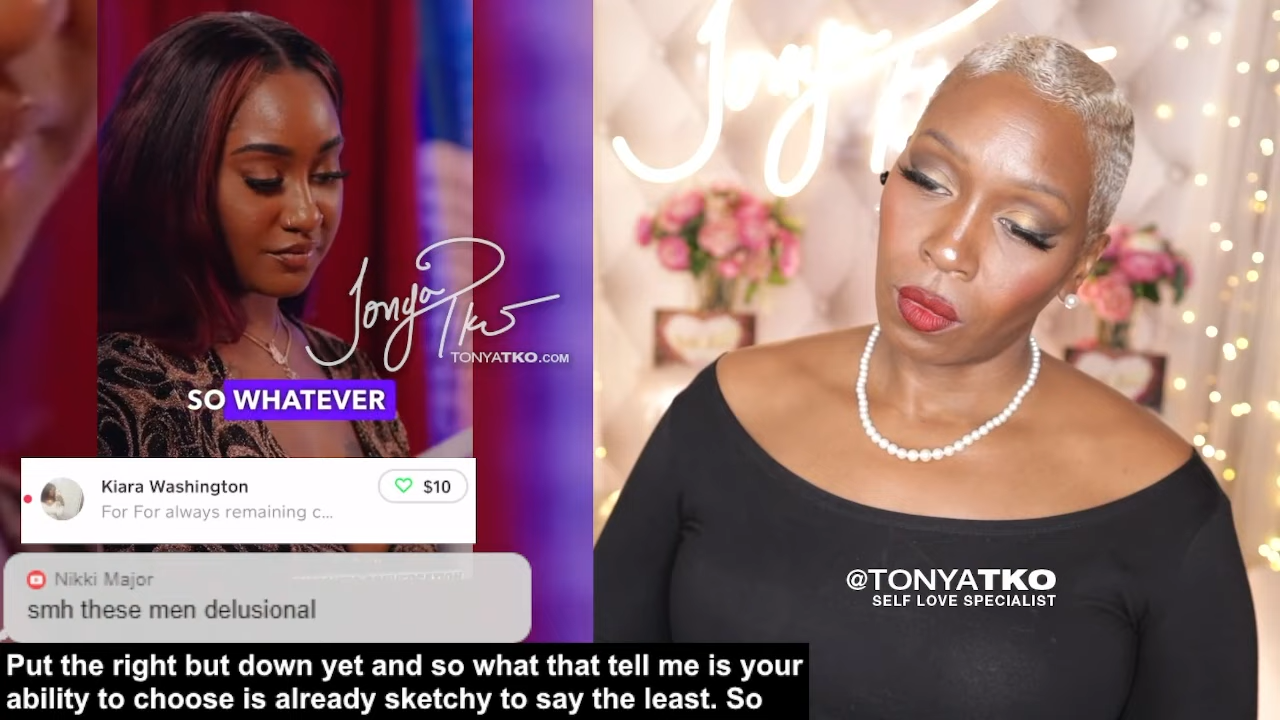 Tonya TKO
Tonya Tko
TONYATKO.COM
SO WHATEVER
Kiara Washington
$10
For For always remaining c...
Nikki Major
smh these men delusional
@TONYATKO
SELF LOVE SPECIALIST
Put the right but down yet and so what that tell me is your
ability to choose is already sketchy to say the least. So